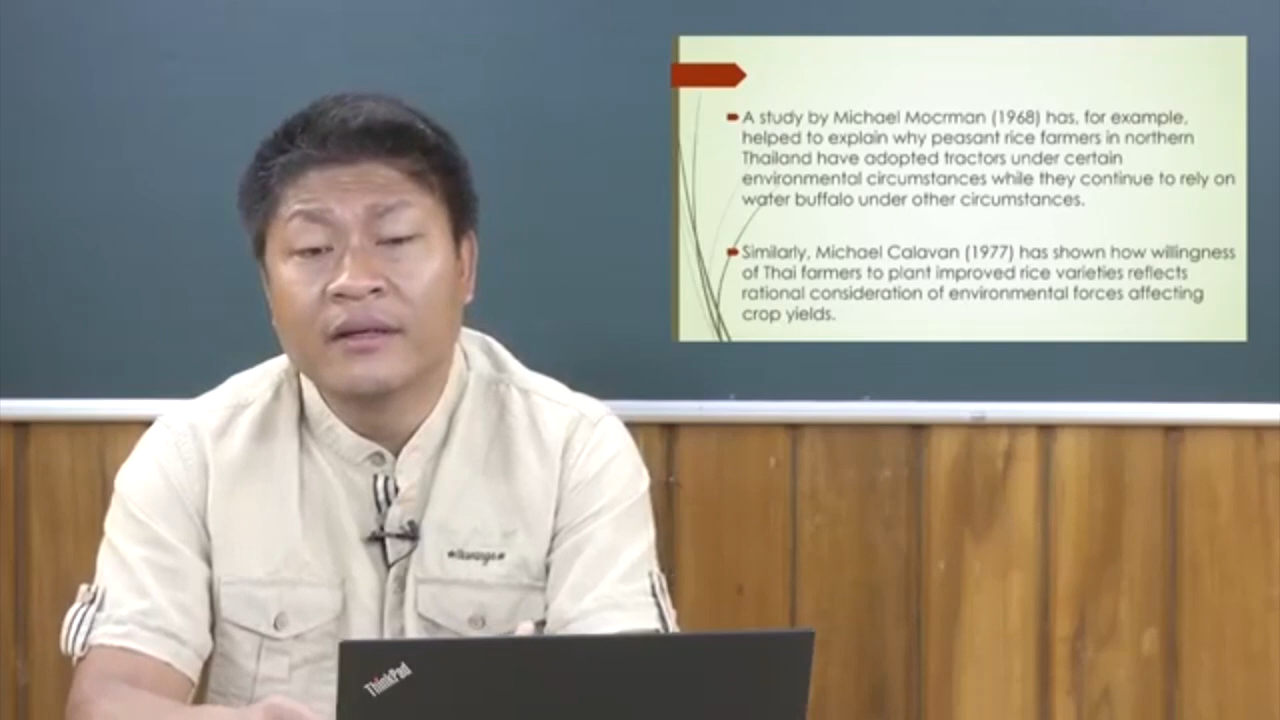 A study by Michael Mocrman (1968) has, for example,
helped to explain why peasant rice farmers in northern
Thailand have adopted tractors under certain
environmental circumstances while they continue to rely on
water buffalo under other circumstances.
Similarly, Michael Calavan (1977) has shown how willingness
of Thai farmers to plant improved rice varieties reflects
rational consideration of environmental forces affecting
crop yields.
ThinkPad